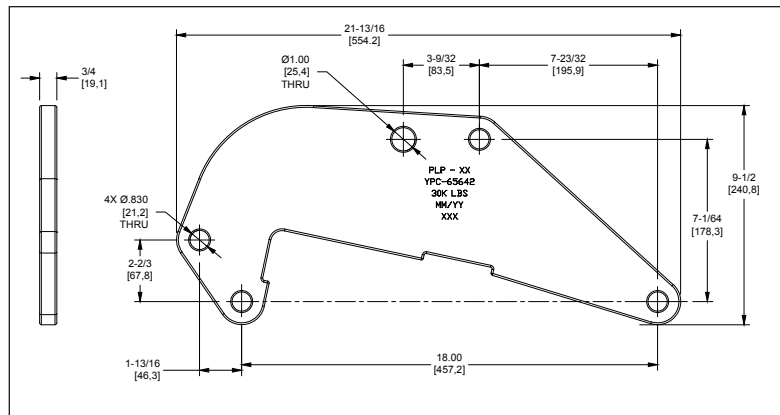 21-13/16
[554.2]
3/4
[19,1]
Ø1.00
[25,4]
THRU
3-9/32
[83,5]
7-23/32
[195,9]
PLP - XX
YPC-65642
30K LBS
MM/YY
XXX
9-1/2
[240,8]
7-1/64
[178,3]
4X Ø.830
[21,2]
THRU
2-2/3
[67,8]
1-13/16
[46,3]
18.00
[457,2]